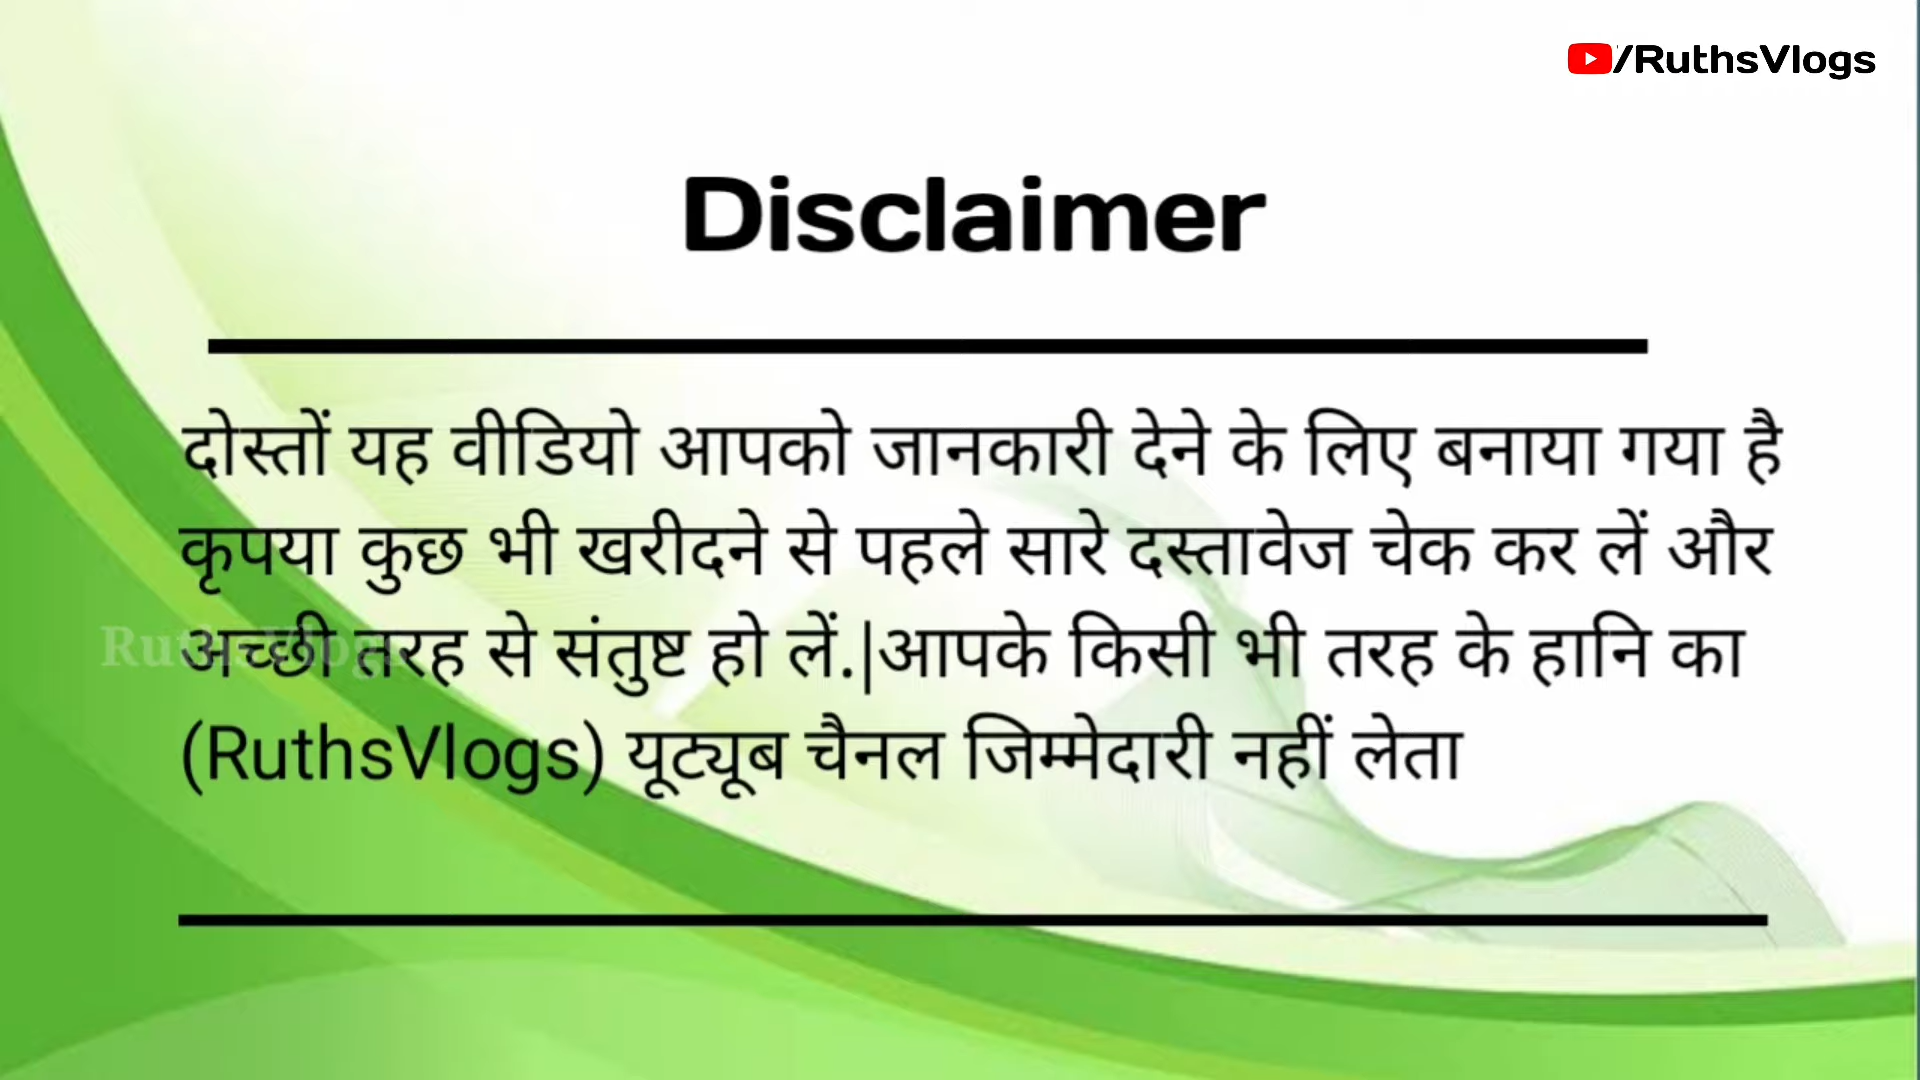 /RuthsVlogs
Disclaimer
दोस्तों यह वीडियो आपको जानकारी देने के लिए बनाया गया है
कृपया कुछ भी खरीदने से पहले सारे दस्तावेज चेक कर लें और
अच्छी तरह से संतुष्ट हो लें.|आपके किसी भी तरह के हानि का
(RuthsVlogs) यूट्यूब चैनल जिम्मेदारी नहीं लेता
RuthsVlogs